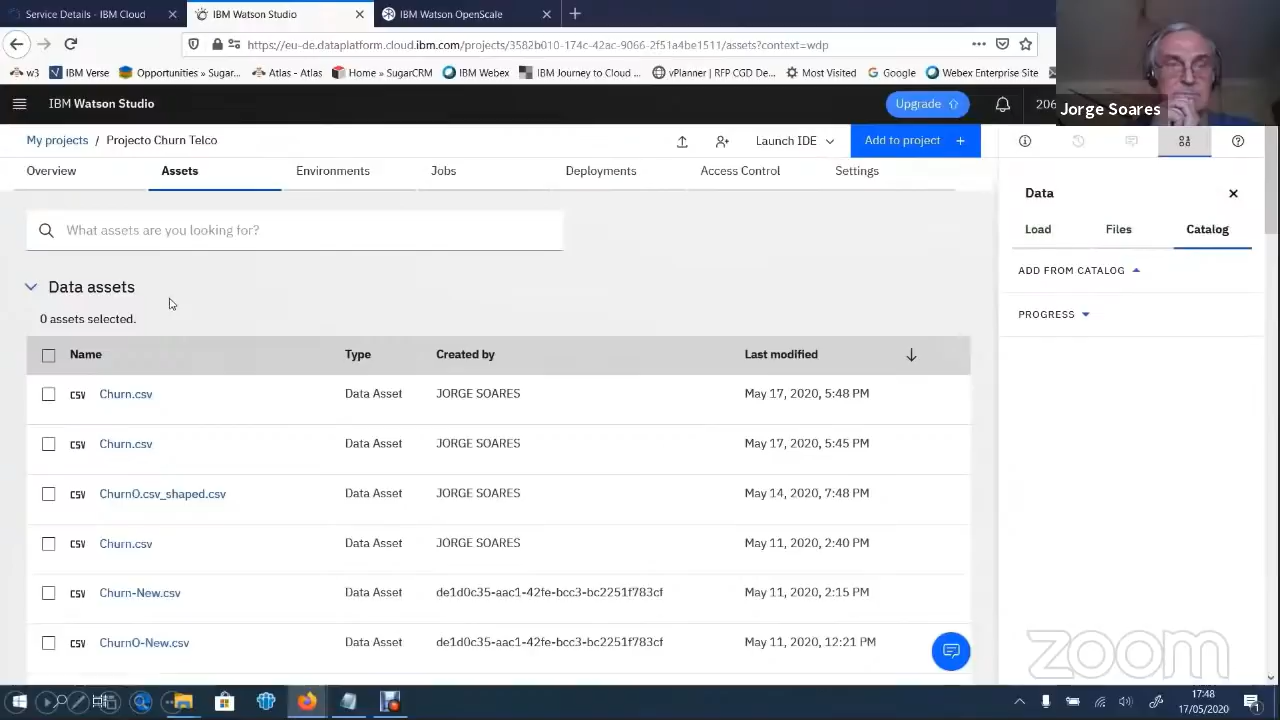 Service Details - IBM Cloud
IBM Watson Studio
IBM Watson OpenScale
https://eu-de.dataplatform.cloud.ibm.com/projects/3582b010-174c-42ac-9066-2f51a4be1511/assets?context=wdp
w3 IBM Verse Opportunities » Sugar... Atlas - Atlas Home » SugarCRM IBM Webex IBM Journey to Cloud ... vPlanner | RFP CGD De... Most Visited Google Webex Enterprise Site
Jorge Soares
IBM Watson Studio
Upgrade
206
My projects / Projecto Churn Telco
Launch IDE
Add to project +
Overview Assets Environments Jobs Deployments Access Control Settings
What assets are you looking for?
Data assets
0 assets selected.
Name Type Created by Last modified
CSV Churn.csv Data Asset JORGE SOARES May 17, 2020, 5:48 PM
CSV Churn.csv Data Asset JORGE SOARES May 17, 2020, 5:45 PM
CSV ChurnO.csv_shaped.csv Data Asset JORGE SOARES May 14, 2020, 7:48 PM
CSV Churn.csv Data Asset JORGE SOARES May 11, 2020, 2:40 PM
CSV Churn-New.csv Data Asset de1d0c35-aac1-42fe-bcc3-bc2251f783cf May 11, 2020, 2:15 PM
CSV ChurnO-New.csv Data Asset de1d0c35-aac1-42fe-bcc3-bc2251f783cf May 11, 2020, 12:21 PM
Data
Load Files Catalog
ADD FROM CATALOG
PROGRESS
zoom
17:48
17/05/2020
1